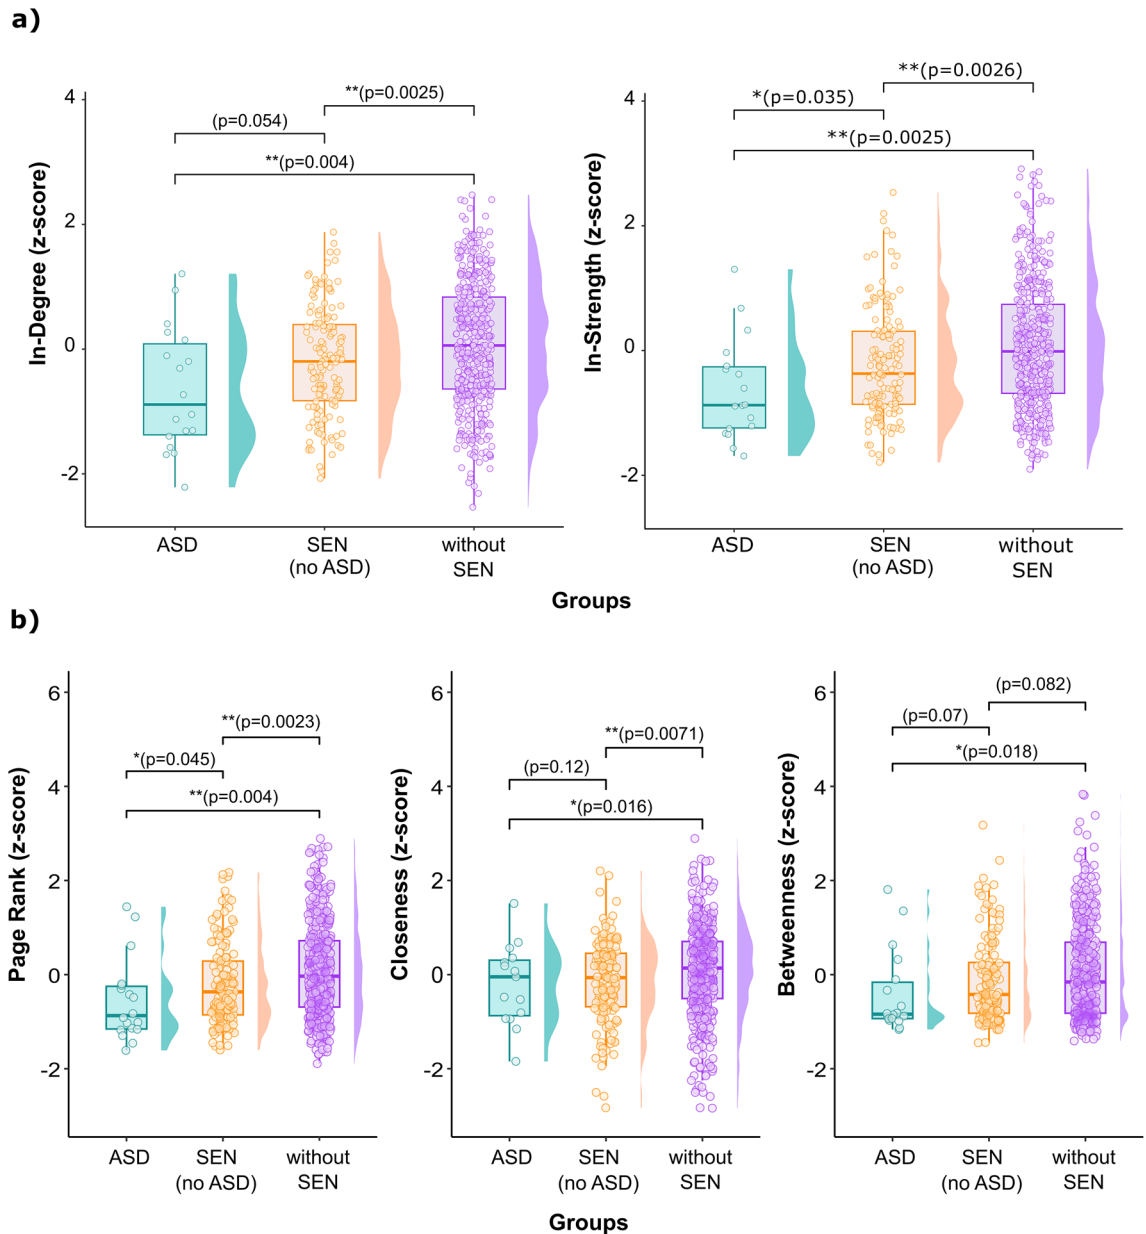 a)
In-Degree (z-score)
4
2
0
-2
(p=0.054)
**(p=0.0025)
**(p=0.004)
ASD
SEN
(no ASD)
without
SEN
In-Strength (z-score)
4
2
0
-2
*(p=0.035)
**(p=0.0026)
**(p=0.0025)
ASD
SEN
(no ASD)
without
SEN
Groups
b)
Page Rank (z-score)
6
4
2
0
-2
**(p=0.0023)
*(p=0.045)
**(p=0.004)
ASD
SEN
(no ASD)
without
SEN
Closeness (z-score)
6
4
2
0
-2
**(p=0.0071)
(p=0.12)
*(p=0.016)
ASD
SEN
(no ASD)
without
SEN
Betweenness (z-score)
6
4
2
0
-2
(p=0.082)
(p=0.07)
*(p=0.018)
ASD
SEN
(no ASD)
without
SEN
Groups